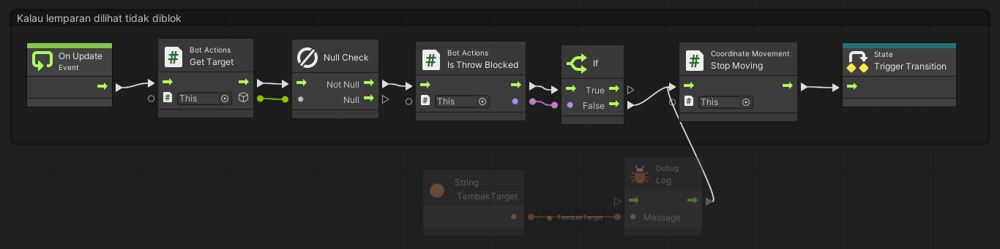 Kalau lemparan dilihat tidak diblok
On Update
Event
Bot Actions
Get Target
This
Null Check
Not Null
Null
Bot Actions
Is Throw Blocked
This
If
True
False
Coordinate Movement
Stop Moving
This
State
Trigger Transition
String
TembakTarget
TembakTarget
Debug
Log
Message